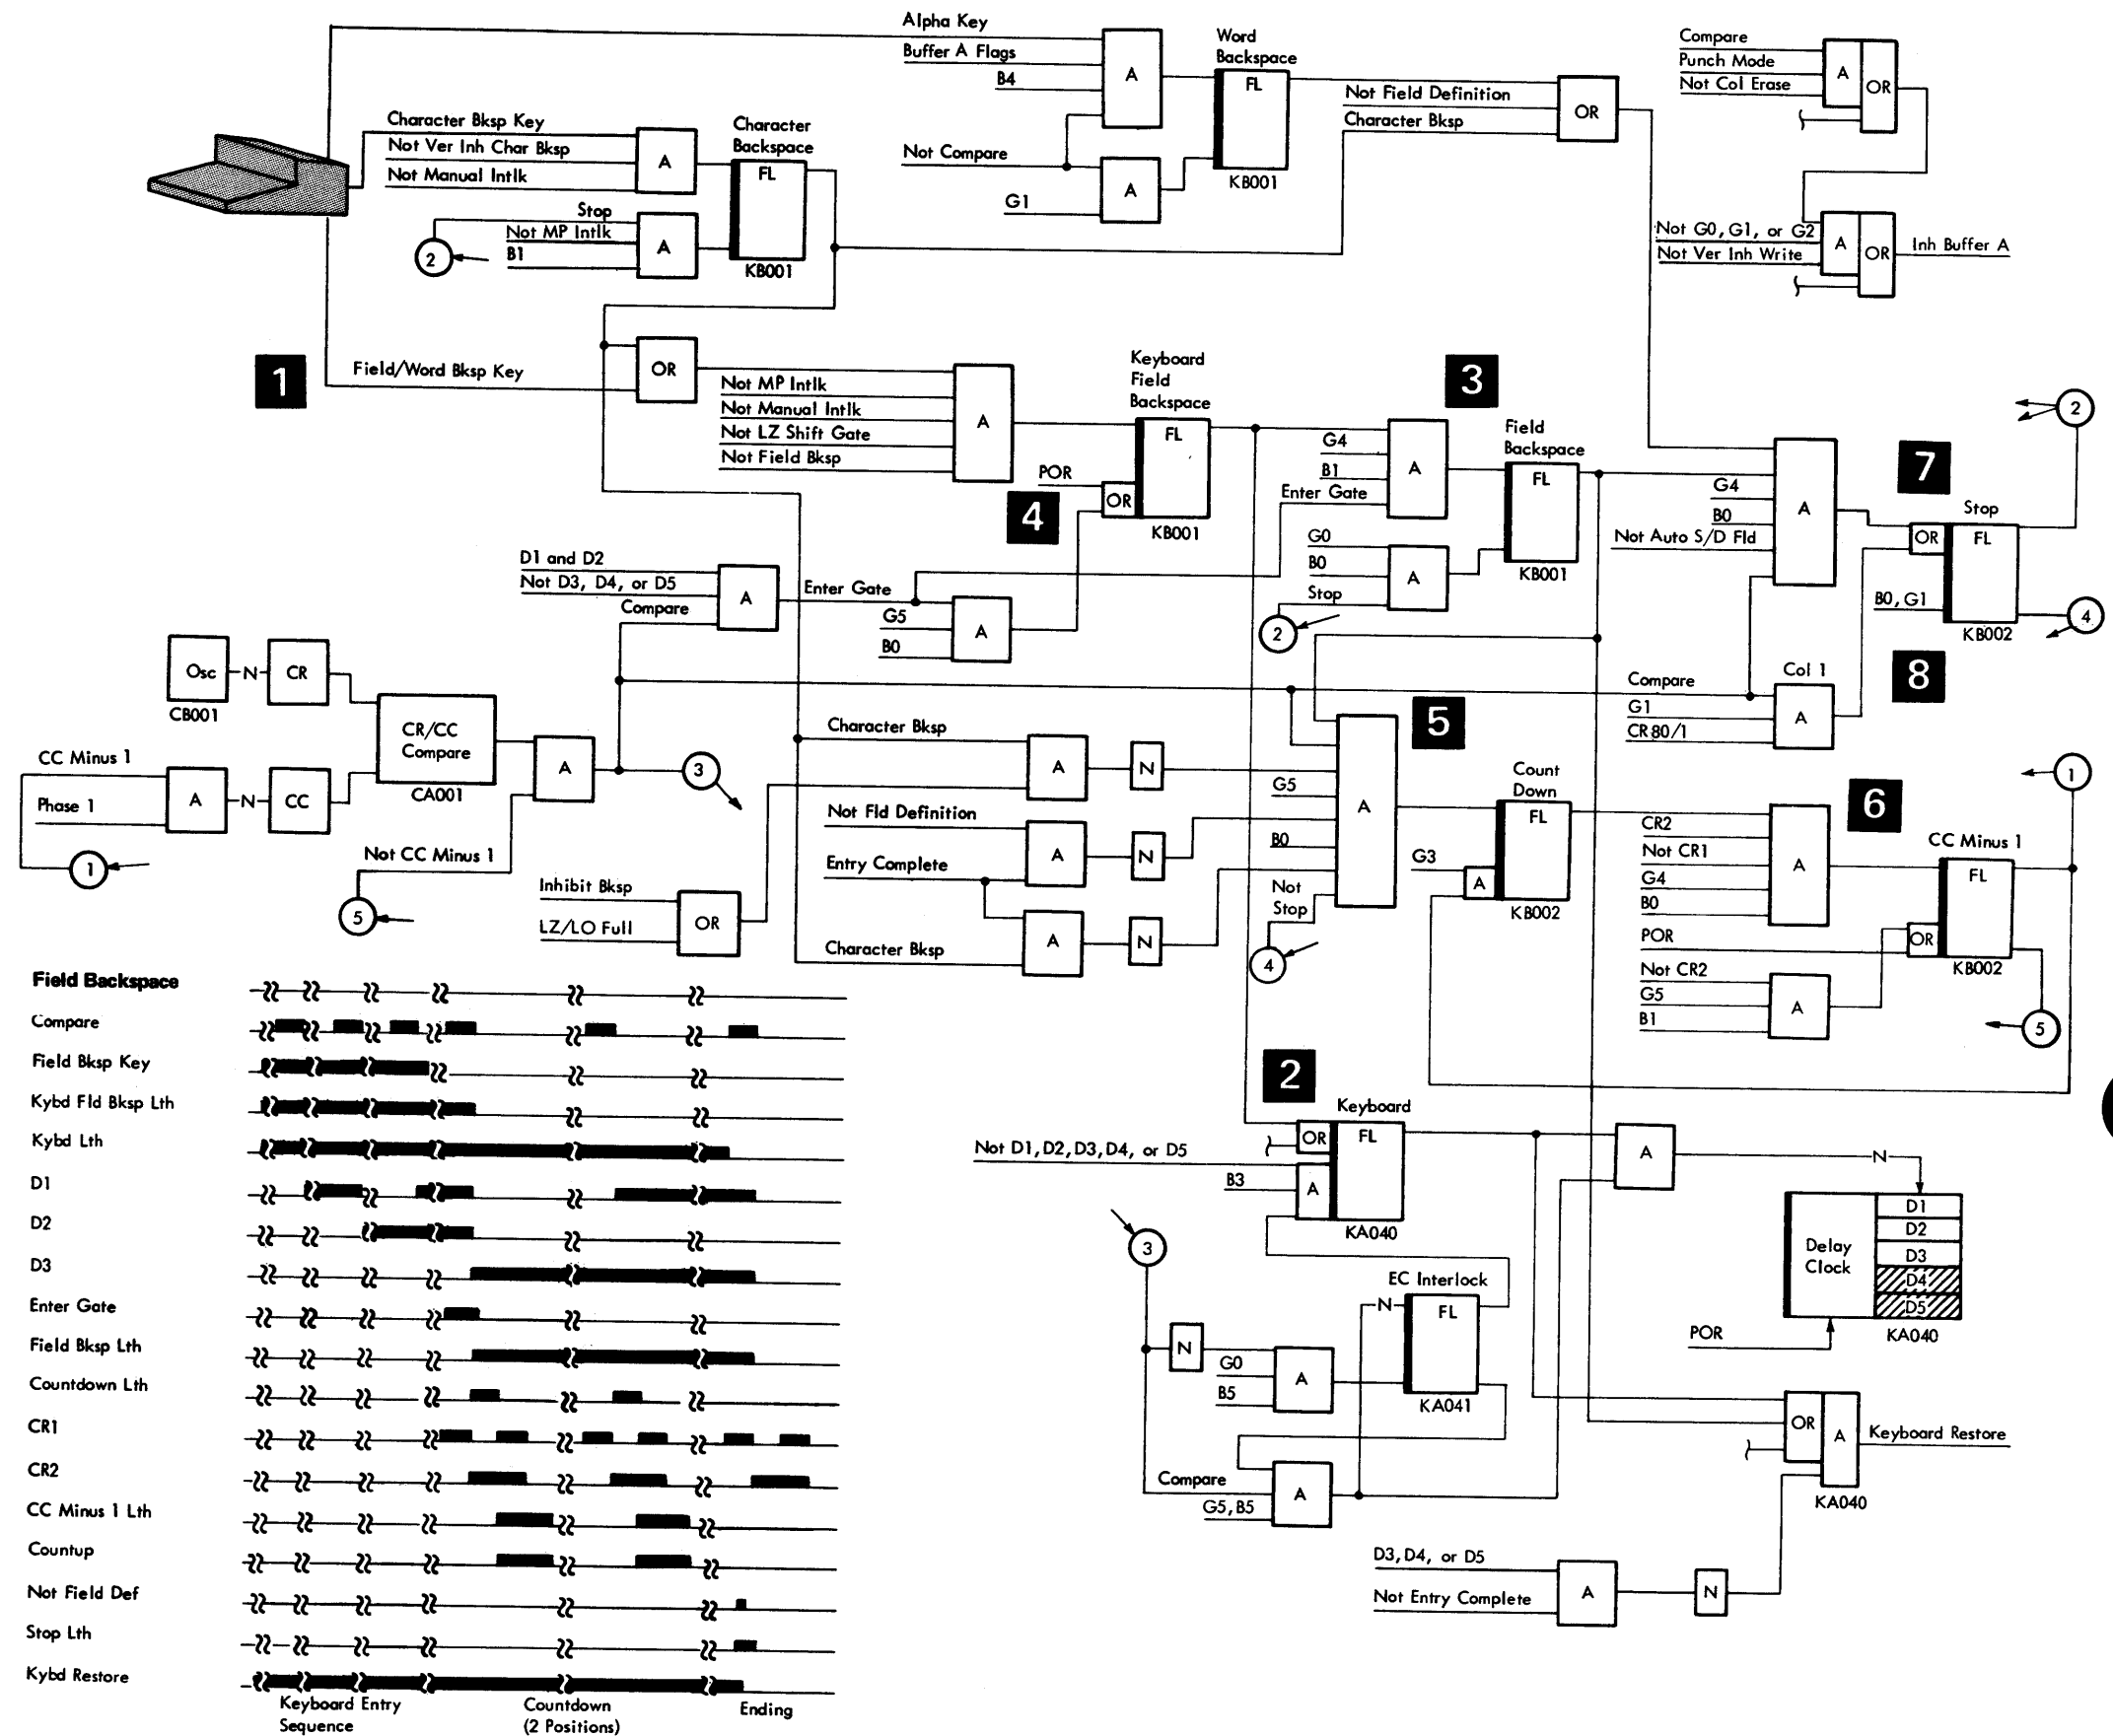 Alpha Key
Buffer A Flags
B4
A
Word
Backspace
FL
KB001
Not Compare
A
G1
Not Field Definition
Character Bksp
OR
Compare
Punch Mode
Not Col Erase
A
OR
Not G0, G1, or G2
Not Ver Inh Write
A
OR
Inh Buffer A
Character Bksp Key
Not Ver Inh Char Bksp
Not Manual Intlk
A
Character
Backspace
FL
KB001
Stop
Not MP Intlk
B1
A
2
1
Field/Word Bksp Key
OR
Not MP Intlk
Not Manual Intlk
Not LZ Shift Gate
Not Field Bksp
A
Keyboard
Field
Backspace
FL
KB001
POR
OR
4
3
G4
B1
Enter Gate
A
Field
Backspace
FL
KB001
G0
B0
Stop
A
2
G4
B0
Not Auto S/D Fld
A
7
2
Stop
OR
FL
B0, G1
KB002
4
8
D1 and D2
Not D3, D4, or D5
Compare
A
Enter Gate
G5
B0
A
Osc
N
CR
CB001
CR/CC
Compare
CA001
CC Minus 1
Phase 1
A
N
CC
1
A
3
Not CC Minus 1
5
Compare
G1
CR 80/1
Col 1
A
Character Bksp
A
N
Not Fld Definition
Entry Complete
A
N
Inhibit Bksp
LZ/LO Full
OR
Character Bksp
A
N
5
G5
B0
Not
Stop
A
4
Count
Down
FL
G3
A
KB002
CR2
Not CR1
G4
B0
A
6
1
CC Minus 1
FL
POR
OR
KB002
Not CR2
G5
B1
A
5
2
Keyboard
OR
FL
Not D1, D2, D3, D4, or D5
B3
A
KA040
A
N
D1
D2
D3
D4
D5
Delay
Clock
POR
KA040
3
N
G0
B5
A
EC Interlock
N
FL
KA041
Compare
G5, B5
A
OR
A
Keyboard Restore
KA040
D3, D4, or D5
Not Entry Complete
A
N
Field Backspace
Compare
Field Bksp Key
Kybd Fld Bksp Lth
Kybd Lth
D1
D2
D3
Enter Gate
Field Bksp Lth
Countdown Lth
CR1
CR2
CC Minus 1 Lth
Countup
Not Field Def
Stop Lth
Kybd Restore
Keyboard Entry
Sequence
Countdown
(2 Positions)
Ending